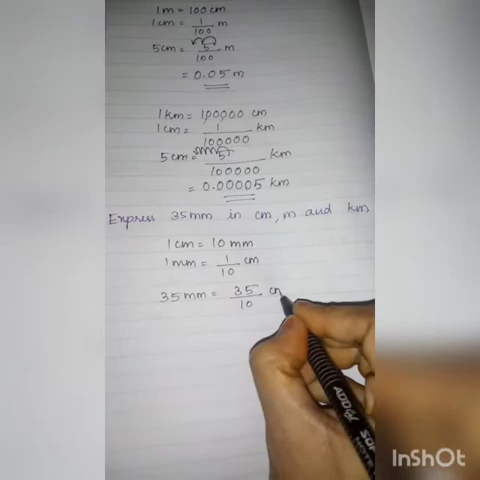 1m = 100 cm
1cm = 1/100 m
5cm = 5/100 m
= 0.05 m
1km = 100000 cm
1cm = 1/100000 km
5cm = 5/100000 km
= 0.00005 km
Express 35mm in cm, m and km
1cm = 10 mm
1mm = 1/10 cm
35mm = 35/10 cm
ADDGEL
InShOt